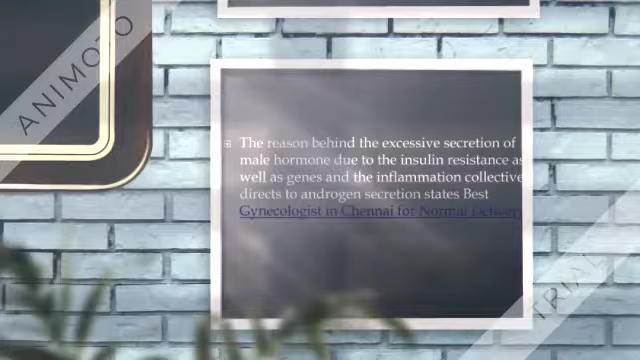 ANIMOTO
The reason behind the excessive secretion of
male hormone due to the insulin resistance as
well as genes and the inflammation collective
directs to androgen secretion states Best
Gynecologist in Chennai for Normal Delivery
TRIAL